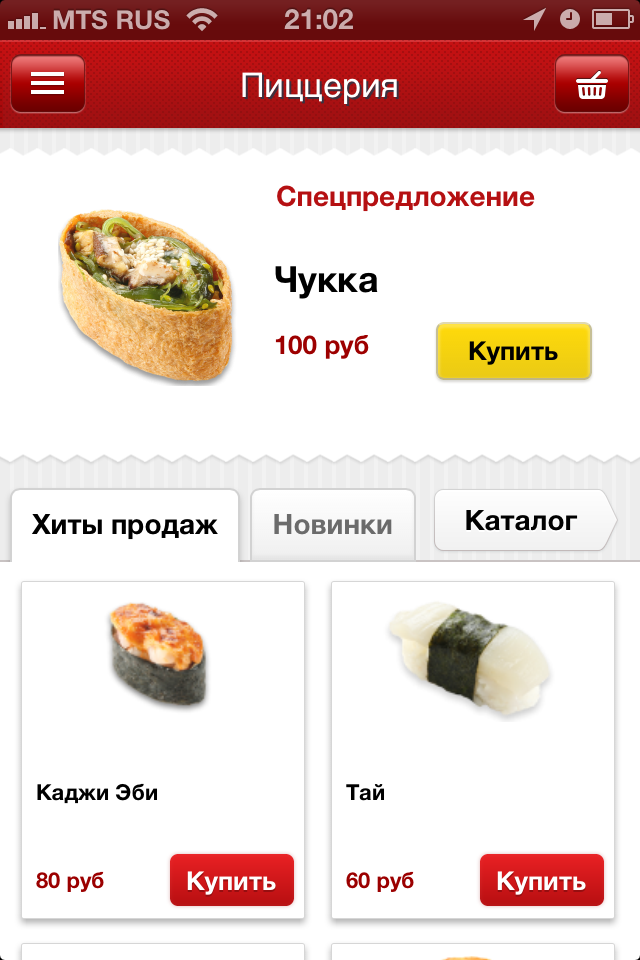 MTS RUS 21:02
Пиццерия
Спецпредложение
Чукка
100 руб Купить
Хиты продаж Новинки Каталог
Каджи Эби Тай
80 руб Купить 60 руб Купить